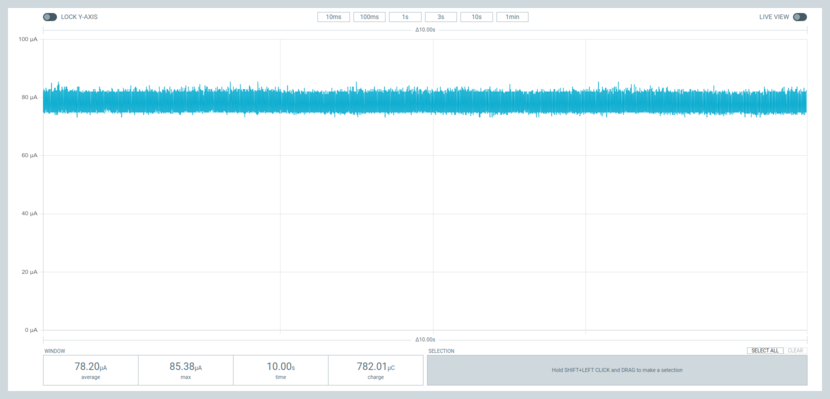 LOCK Y-AXIS 10ms 100ms 1s 3s 10s 1min LIVE VIEW
Δ10.00s
100 µA
80 µA
60 µA
40 µA
20 µA
0 µA
Δ10.00s
WINDOW SELECTION SELECT ALL CLEAR
78.20µA 85.38µA 10.00s 782.01µC
average max time charge
Hold SHIFT+LEFT CLICK and DRAG to make a selection